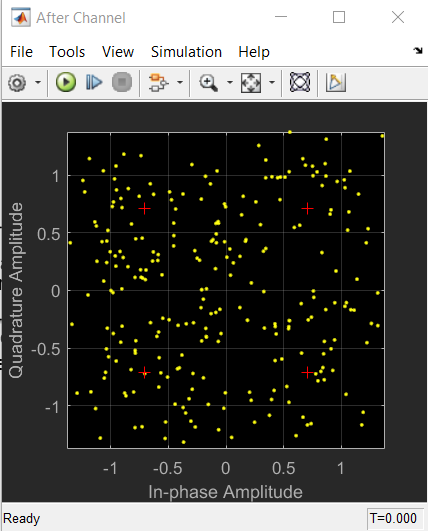 After Channel
File Tools View Simulation Help
1
0.5
0
-0.5
-1
Quadrature Amplitude
-1 -0.5 0 0.5 1
In-phase Amplitude
Ready T=0.000